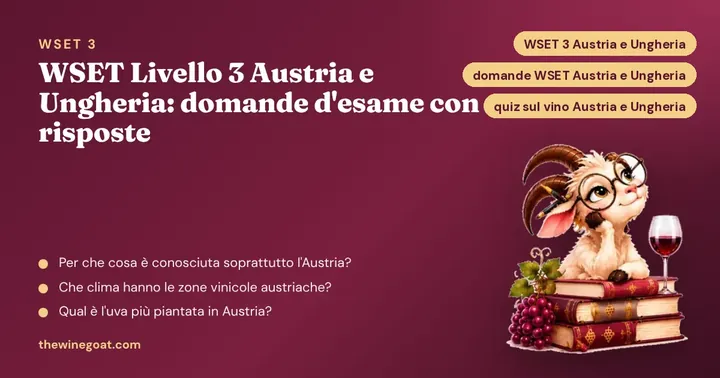 WSET 3
WSET Livello 3 Austria e
Ungheria: domande d'esame con
risposte
WSET 3 Austria e Ungheria
domande WSET Austria e Ungheria
quiz sul vino Austria e Ungheria
Per che cosa è conosciuta soprattutto l'Austria?
Che clima hanno le zone vinicole austriache?
Qual è l'uva più piantata in Austria?
thewinegoat.com